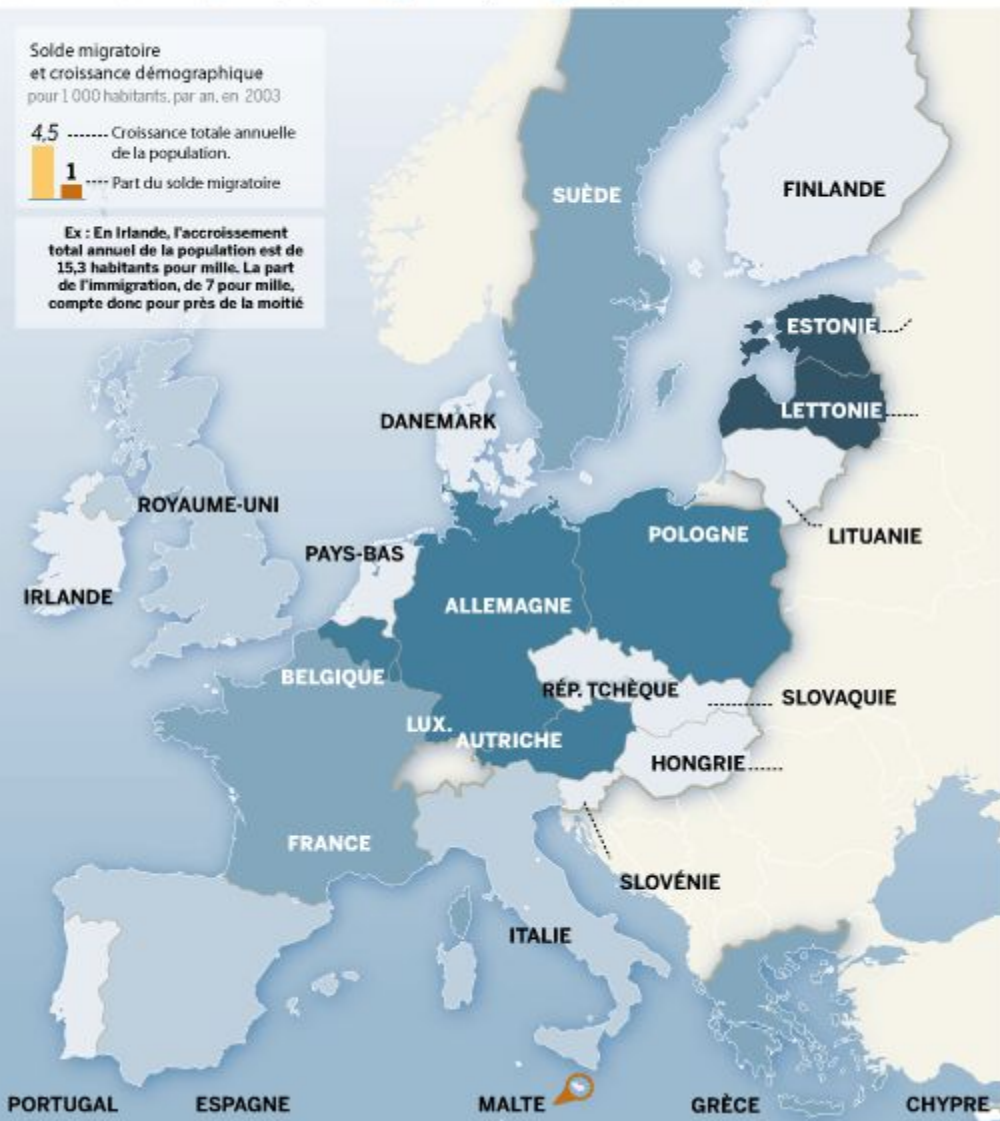 Solde migratoire
et croissance démographique
pour 1 000 habitants, par an, en 2003
4,5
Croissance totale annuelle
de la population.
1
Part du solde migratoire
Ex : En Irlande, l'accroissement
total annuel de la population est de
15,3 habitants pour mille. La part
de l'immigration, de 7 pour mille,
compte donc pour près de la moitié
SUÈDE
FINLANDE
ESTONIE
LETTONIE
DANEMARK
ROYAUME-UNI
POLOGNE
LITUANIE
PAYS-BAS
IRLANDE
ALLEMAGNE
BELGIQUE
RÉP. TCHÈQUE
SLOVAQUIE
LUX.
AUTRICHE
HONGRIE
FRANCE
SLOVÉNIE
ITALIE
PORTUGAL
ESPAGNE
MALTE
GRÈCE
CHYPRE